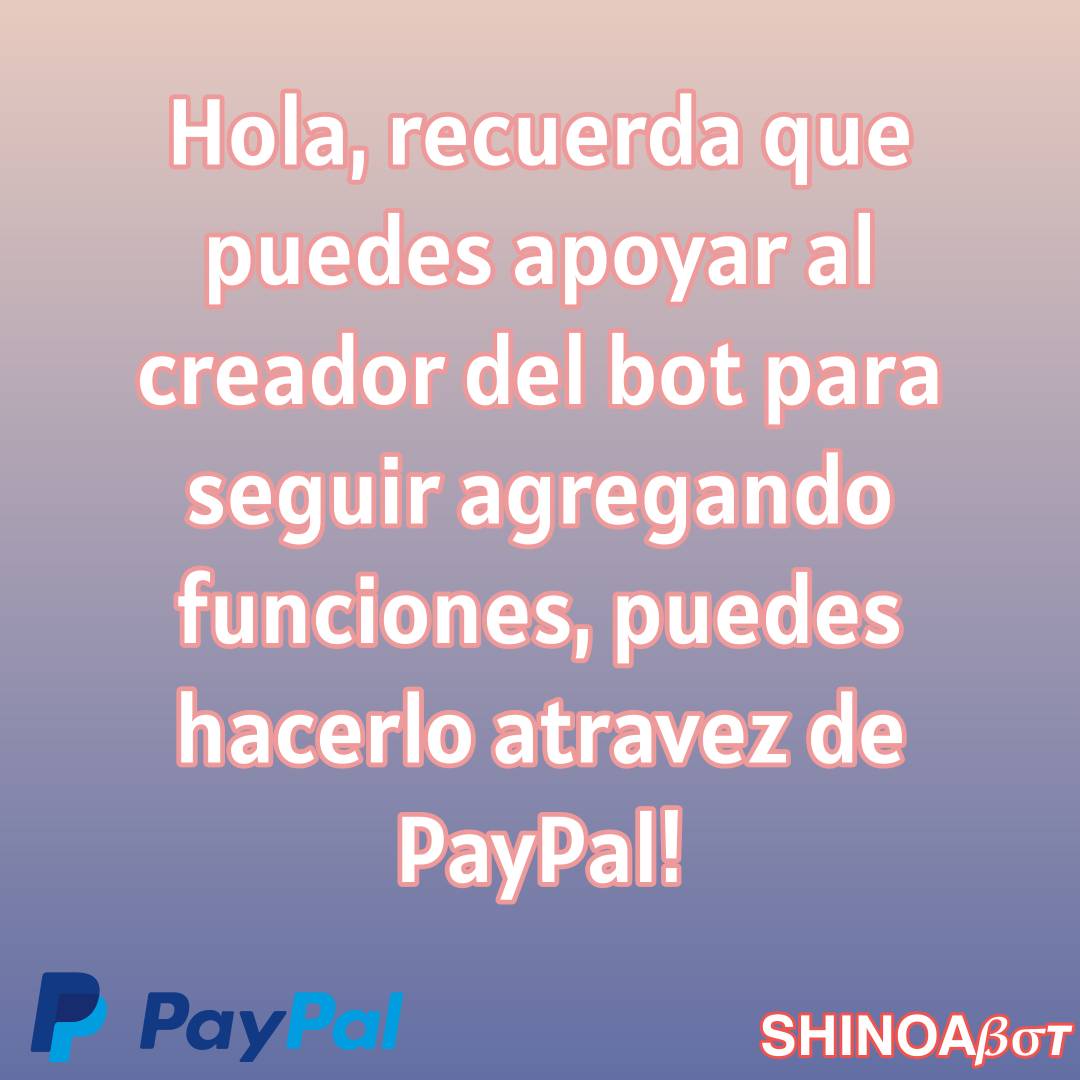 Hola, recuerda que
puedes apoyar al
creador del bot para
seguir agregando
funciones, puedes
hacerlo atravez de
PayPal!
PayPal
SHINOAβσт